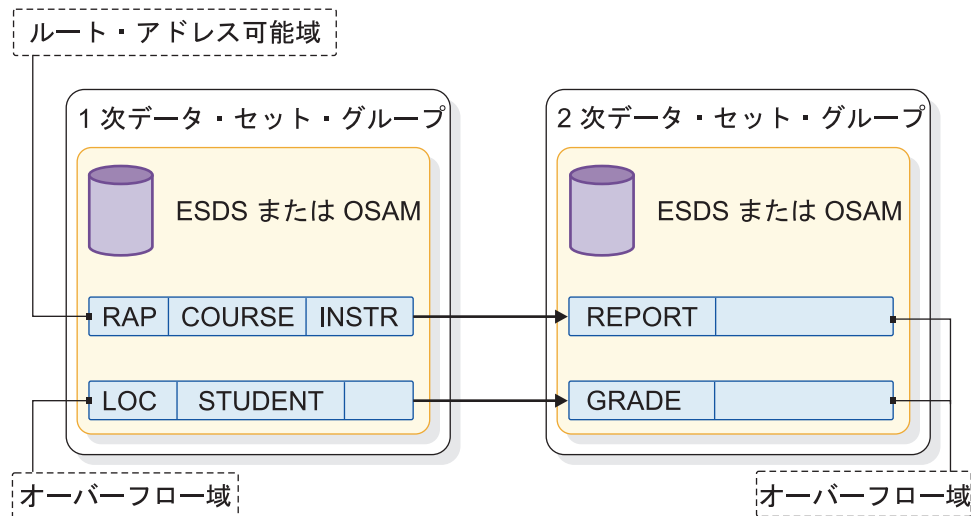 ルート・アドレス可能域
1 次データ・セット・グループ
ESDS または OSAM
RAP COURSE INSTR
LOC STUDENT
オーバーフロー域
2 次データ・セット・グループ
ESDS または OSAM
REPORT
GRADE
オーバーフロー域